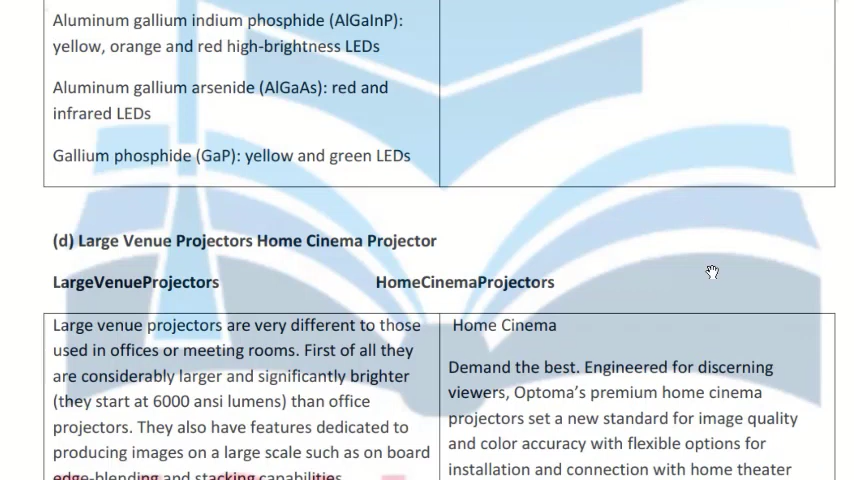 Aluminum gallium indium phosphide (AlGaInP):
yellow, orange and red high-brightness LEDs
Aluminum gallium arsenide (AlGaAs): red and
infrared LEDs
Gallium phosphide (GaP): yellow and green LEDs
(d) Large Venue Projectors Home Cinema Projector
LargeVenueProjectors
HomeCinemaProjectors
Large venue projectors are very different to those
used in offices or meeting rooms. First of all they
are considerably larger and significantly brighter
(they start at 6000 ansi lumens) than office
projectors. They also have features dedicated to
producing images on a large scale such as on board
edge-blending and stacking capabilities.
Home Cinema
Demand the best. Engineered for discerning
viewers, Optoma's premium home cinema
projectors set a new standard for image quality
and color accuracy with flexible options for
installation and connection with home theater